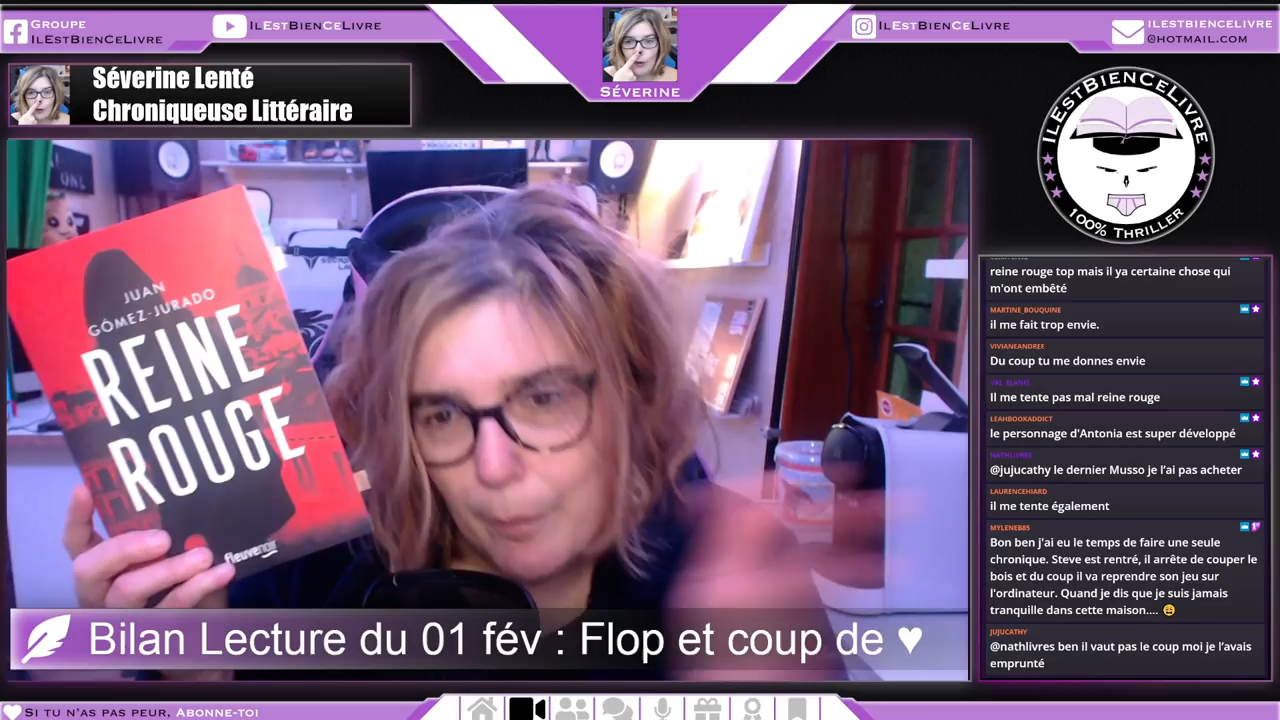 GROUPE
ILESTBIENCELIVRE
ILESTBIENCELIVRE
SÉVERINE
ILESTBIENCELIVRE
ILESTBIENCELIVRE
@HOTMAIL.COM
Séverine Lenté
Chroniqueuse Littéraire
ILESTBIENCELIVRE
100% THRILLER
JUAN
GÓMEZ-JURADO
REINE
ROUGE
fleuvenoir
reine rouge top mais il ya certaine chose qui
m'ont embêté
MARTINE_BOUQUINE
il me fait trop envie.
VIVIANEANDREE
Du coup tu me donnes envie
Il me tente pas mal reine rouge
LEAHBOOKADDICT
le personnage d'Antonia est super développé
NATHLIVRES
@jujucathy le dernier Musso je l'ai pas acheter
LAURENCEHIARD
il me tente également
MYLENEB85
Bon ben j'ai eu le temps de faire une seule
chronique. Steve est rentré, il arrête de couper le
bois et du coup il va reprendre son jeu sur
l'ordinateur. Quand je dis que je suis jamais
tranquille dans cette maison.... 😄
JUJUCATHY
@nathlivres ben il vaut pas le coup moi je l'avais
emprunté
Bilan Lecture du 01 fév : Flop et coup de ♥
SI TU N'AS PAS PEUR, ABONNE-TOI